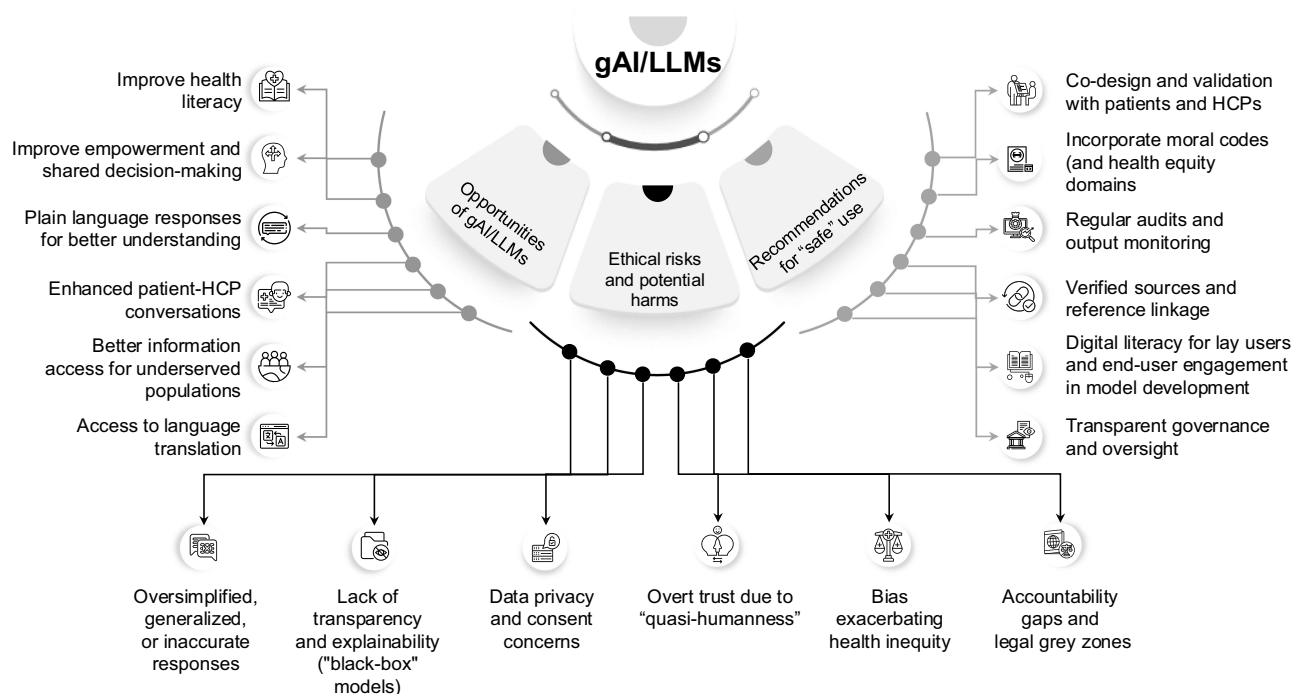 gAI/LLMs
Opportunities
of gAI/LLMs
Ethical risks
and potential
harms
Recommendations
for “safe” use
Improve health
literacy
Improve empowerment and
shared decision-making
Plain language responses
for better understanding
Enhanced patient-HCP
conversations
Better information
access for underserved
populations
Access to language
translation
Co-design and validation
with patients and HCPs
Incorporate moral codes
(and health equity
domains
Regular audits and
output monitoring
Verified sources and
reference linkage
Digital literacy for lay users
and end-user engagement
in model development
Transparent governance
and oversight
Oversimplified,
generalized,
or inaccurate
responses
Lack of
transparency
and explainability
("black-box"
models)
Data privacy
and consent
concerns
Overt trust due to
“quasi-humanness”
Bias
exacerbating
health inequity
Accountability
gaps and
legal grey zones